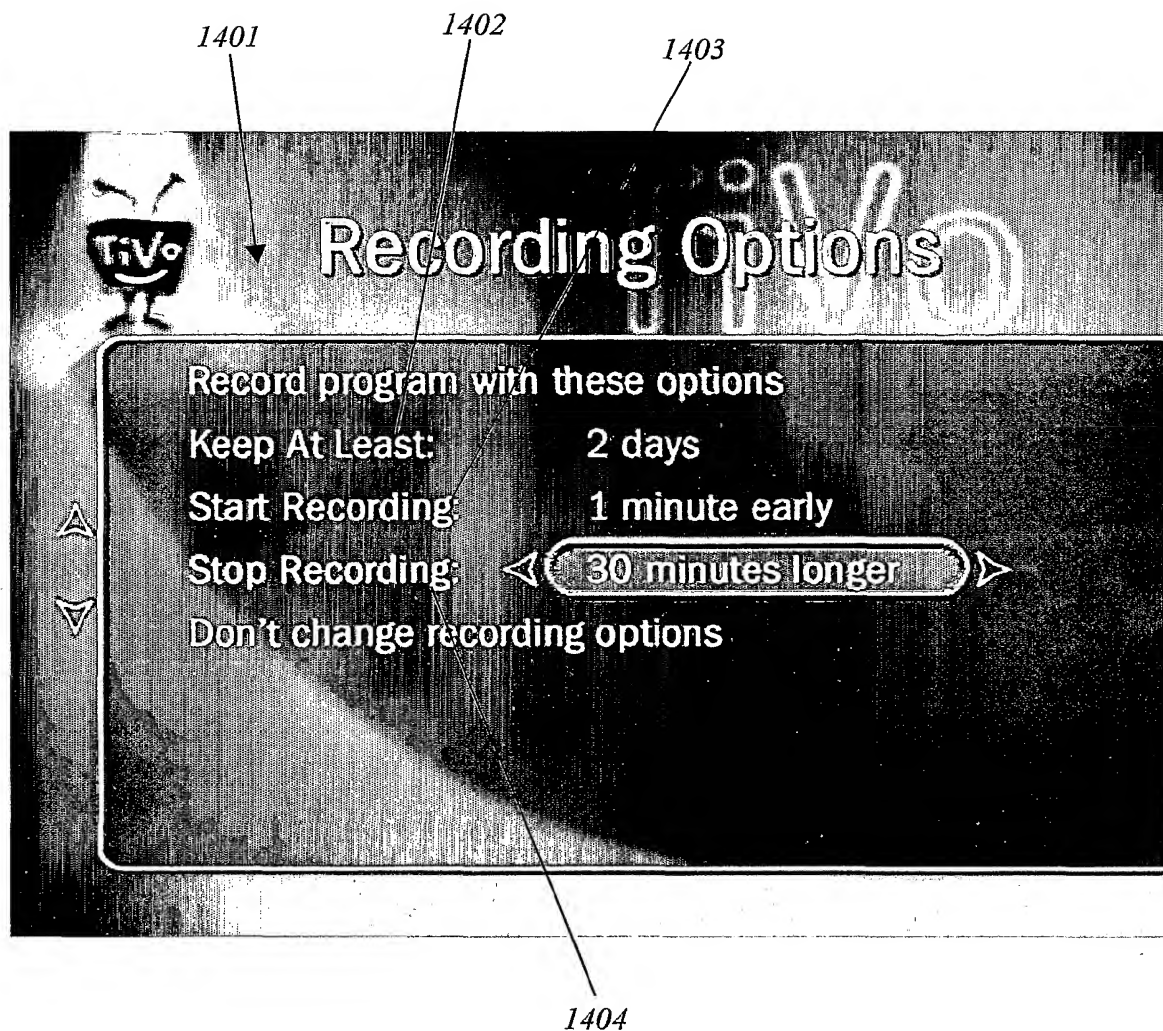 1401 1402 1403
TiVo TiVo
Recording Options
Record program with these options
Keep At Least: 2 days
Start Recording: 1 minute early
Stop Recording: 30 minutes longer
Don't change recording options
1404